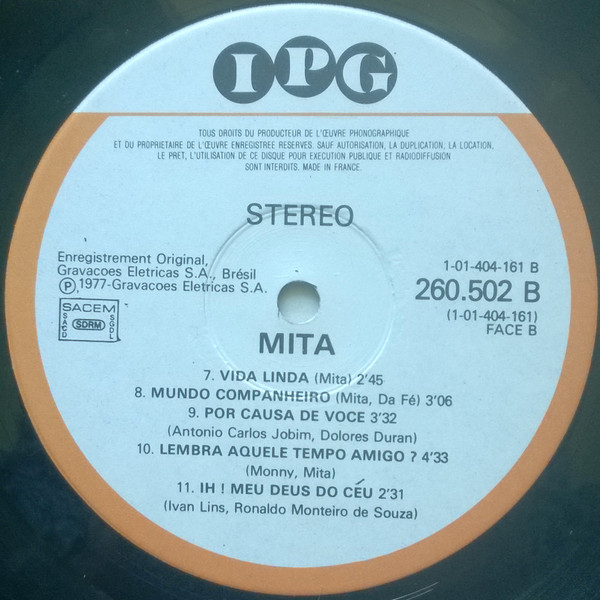 IPG
TOUS DROITS DU PRODUCTEUR DE L'ŒUVRE PHONOGRAPHIQUE
ET DU PROPRIETAIRE DE L'ŒUVRE ENREGISTREE RESERVES. SAUF AUTORISATION, LA DUPLICATION, LA LOCATION,
LE PRET, L'UTILISATION DE CE DISQUE POUR EXECUTION PUBLIQUE ET RADIODIFFUSION
SONT INTERDITS. MADE IN FRANCE.
STEREO
Enregistrement Original,
Gravacoes Eletricas S.A., Brésil
Ⓟ 1977-Gravacoes Eletricas S.A.
SACEM
SACD SDRM SGDL
1-01-404-161 B
260.502 B
(1-01-404-161)
FACE B
MITA
7. VIDA LINDA (Mita) 2'45
8. MUNDO COMPANHEIRO (Mita, Da Fé) 3'06
9. POR CAUSA DE VOCE 3'32
(Antonio Carlos Jobim, Dolores Duran)
10. LEMBRA AQUELE TEMPO AMIGO ? 4'33
(Monny, Mita)
11. IH ! MEU DEUS DO CÉU 2'31
(Ivan Lins, Ronaldo Monteiro de Souza)